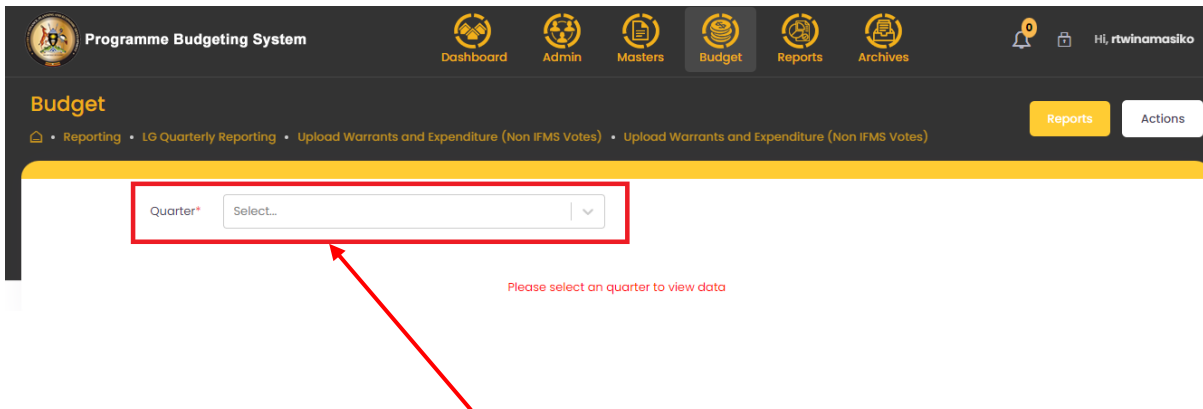 Programme Budgeting System
Dashboard
Admin
Masters
Budget
Reports
Archives
0
Hi, rtwinamasiko
Budget
• Reporting • LG Quarterly Reporting • Upload Warrants and Expenditure (Non IFMS Votes) • Upload Warrants and Expenditure (Non IFMS Votes)
Reports
Actions
Quarter*
Select...
Please select an quarter to view data